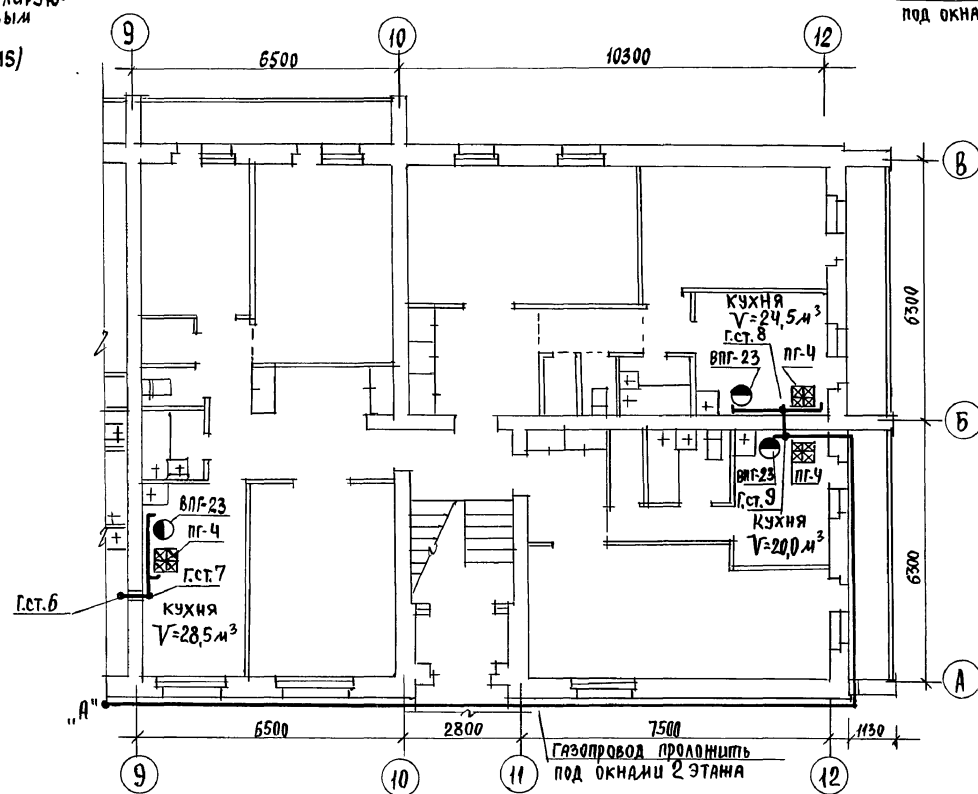 ВЫМ
ПОД ОКНА
9
10
12
6500
10300
В
КУХНЯ
V=24,5м³
Г.СТ.8
ВПГ-23
ПГ-4
6300
Б
ВПГ-23
ПГ-4
Г.СТ.9
КУХНЯ
V=20,0м³
ВПГ-23
ПГ-4
Г.СТ.7
Г.СТ.6
КУХНЯ
V=28,5м³
6300
А
"А"
6500
2800
7500
1130
ГАЗОПРОВОД ПРОЛОЖИТЬ
ПОД ОКНАМИ 2 ЭТАЖА
9
10
11
12